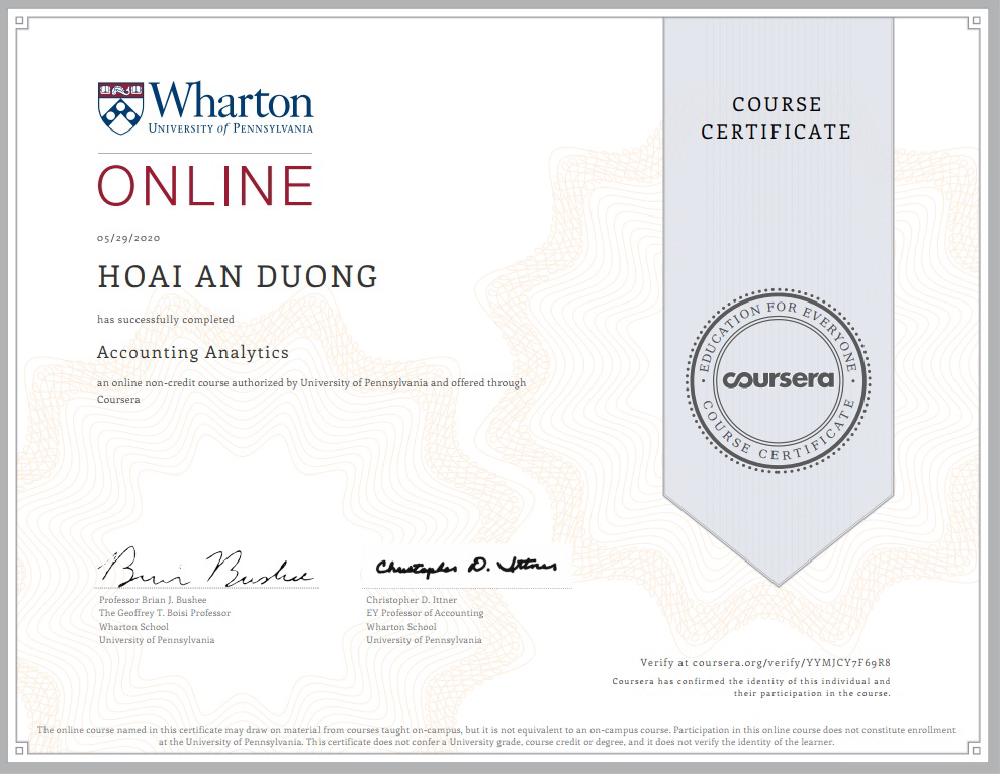 Wharton
UNIVERSITY of PENNSYLVANIA
ONLINE
05/29/2020
HOAI AN DUONG
has successfully completed
Accounting Analytics
an online non-credit course authorized by University of Pennsylvania and offered through
Coursera
COURSE
CERTIFICATE
EDUCATION FOR EVERYONE
coursera
COURSE CERTIFICATE
Brian Bushee
Christopher D. Ittner
Professor Brian J. Bushee
The Geoffrey T. Boisi Professor
Wharton School
University of Pennsylvania
Christopher D. Ittner
EY Professor of Accounting
Wharton School
University of Pennsylvania
Verify at coursera.org/verify/YYMJCY7F69R8
Coursera has confirmed the identity of this individual and
their participation in the course.
The online course named in this certificate may draw on material from courses taught on-campus, but it is not equivalent to an on-campus course. Participation in this online course does not constitute enrollment
at the University of Pennsylvania. This certificate does not confer a University grade, course credit or degree, and it does not verify the identity of the learner.